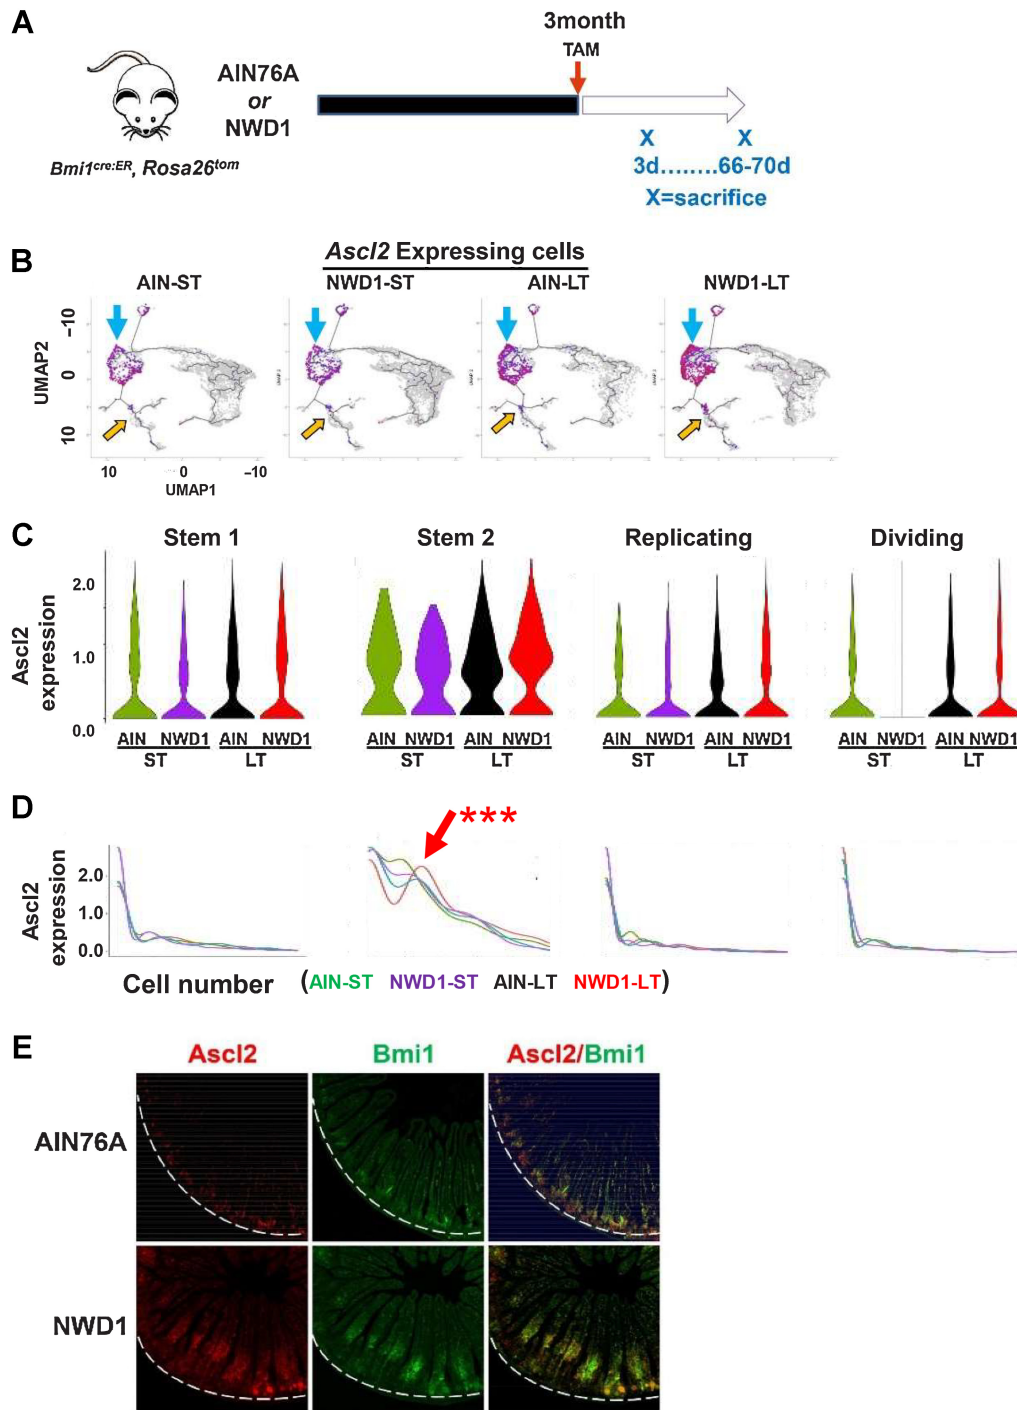 A
3month
TAM
AIN76A
or
NWD1
Bmi1cre:ER, Rosa26tom
X X
3d........66-70d
X=sacrifice
B
Ascl2 Expressing cells
AIN-ST NWD1-ST AIN-LT NWD1-LT
UMAP2
-10
0
10
10 0 -10
UMAP1
C
Stem 1 Stem 2 Replicating Dividing
Ascl2
expression
2.0
1.0
0.0
AIN NWD1 AIN NWD1 AIN NWD1 AIN NWD1 AIN NWD1 AIN NWD1 AIN NWD1 AIN NWD1
ST LT ST LT ST LT ST LT
D
***
Ascl2
expression
2.0
1.0
0.0
Cell number (AIN-ST NWD1-ST AIN-LT NWD1-LT)
E
Ascl2 Bmi1 Ascl2/Bmi1
AIN76A
NWD1